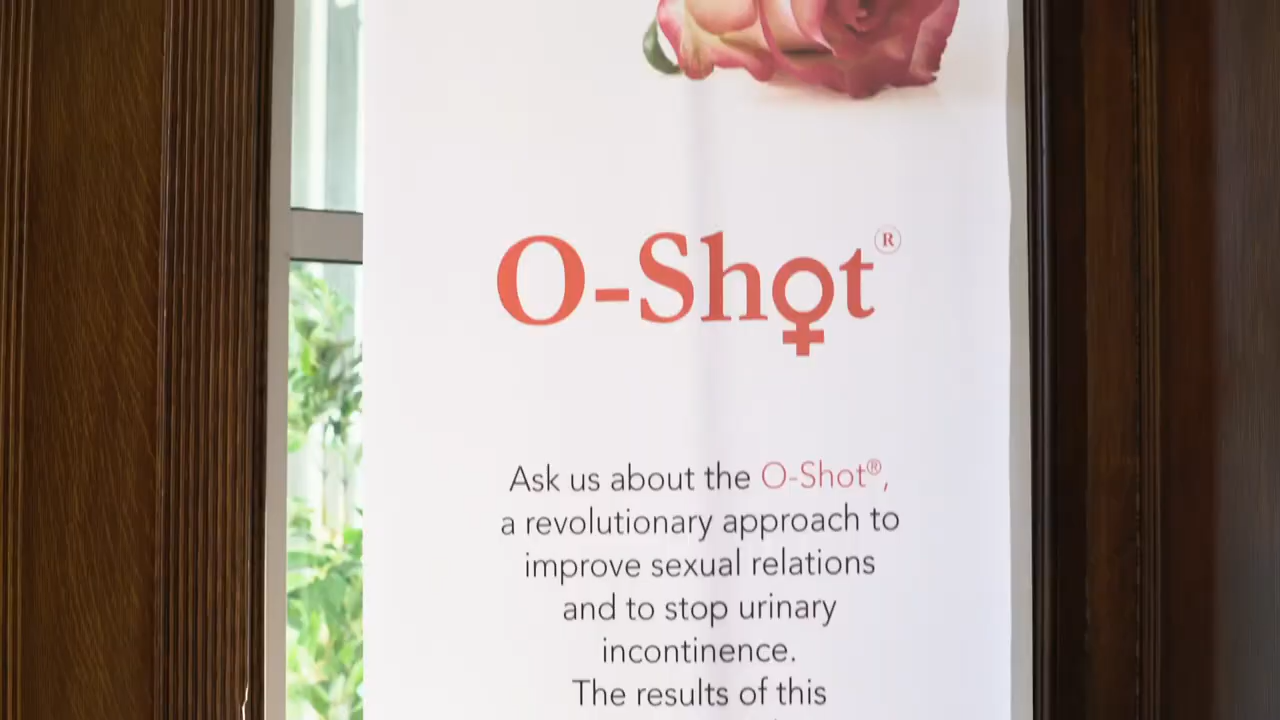 O-Shot®
Ask us about the O-Shot®,
a revolutionary approach to
improve sexual relations
and to stop urinary
incontinence.
The results of this